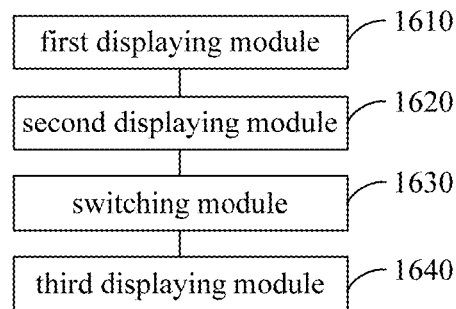 first displaying module 1610
second displaying module 1620
switching module 1630
third displaying module 1640